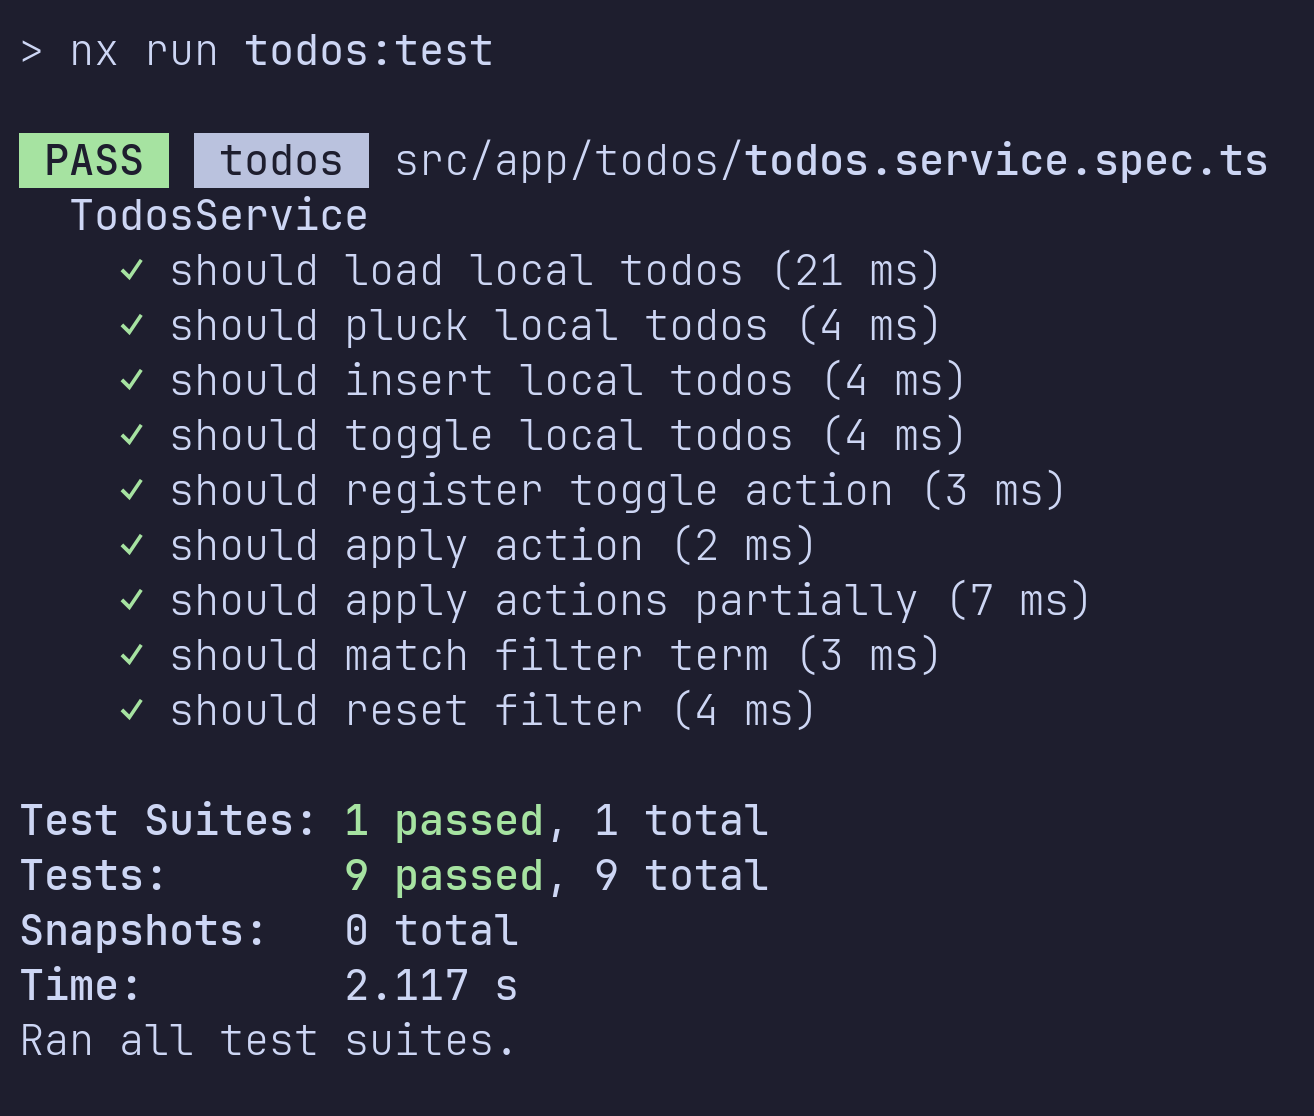 > nx run todos:test
PASS todos src/app/todos/todos.service.spec.ts
TodosService
✓ should load local todos (21 ms)
✓ should pluck local todos (4 ms)
✓ should insert local todos (4 ms)
✓ should toggle local todos (4 ms)
✓ should register toggle action (3 ms)
✓ should apply action (2 ms)
✓ should apply actions partially (7 ms)
✓ should match filter term (3 ms)
✓ should reset filter (4 ms)
Test Suites: 1 passed, 1 total
Tests: 9 passed, 9 total
Snapshots: 0 total
Time: 2.117 s
Ran all test suites.